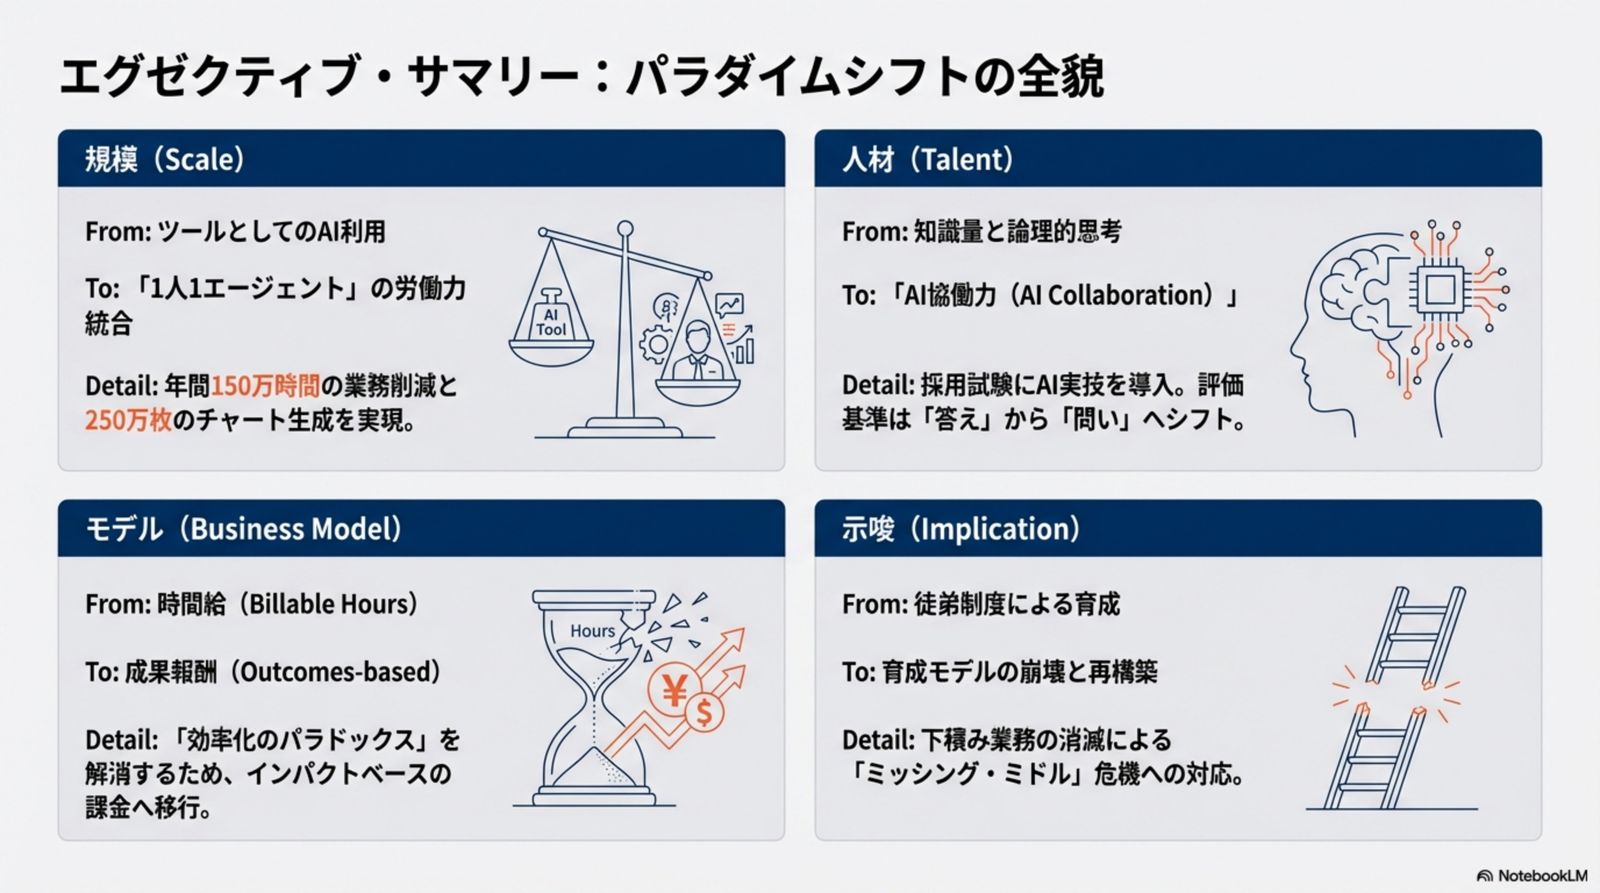 エグゼクティブ・サマリー：パラダイムシフトの全貌
規模（Scale）
From: ツールとしてのAI利用
To: 「1人1エージェント」の労働力
統合
Detail: 年間150万時間の業務削減と
250万枚のチャート生成を実現。
AI
Tool
人材（Talent）
From: 知識量と論理的思考
To: 「AI協働力（AI Collaboration）」
Detail: 採用試験にAI実技を導入。評価
基準は「答え」から「問い」へシフト。
モデル（Business Model）
From: 時間給（Billable Hours）
To: 成果報酬（Outcomes-based）
Detail: 「効率化のパラドックス」を
解消するため、インパクトベースの
課金へ移行。
Hours
¥
$
示唆（Implication）
From: 徒弟制度による育成
To: 育成モデルの崩壊と再構築
Detail: 下積み業務の消滅による
「ミッシング・ミドル」危機への対応。
NotebookLM